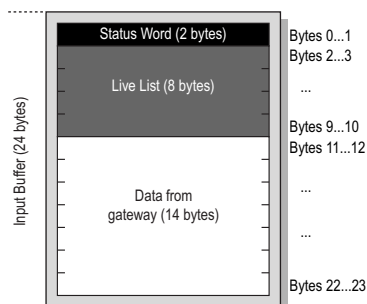 Status Word (2 bytes)
Bytes 0...1
Bytes 2...3
Live List (8 bytes)
...
Bytes 9...10
Bytes 11...12
Input Buffer (24 bytes)
Data from
gateway (14 bytes)
...
...
Bytes 22...23